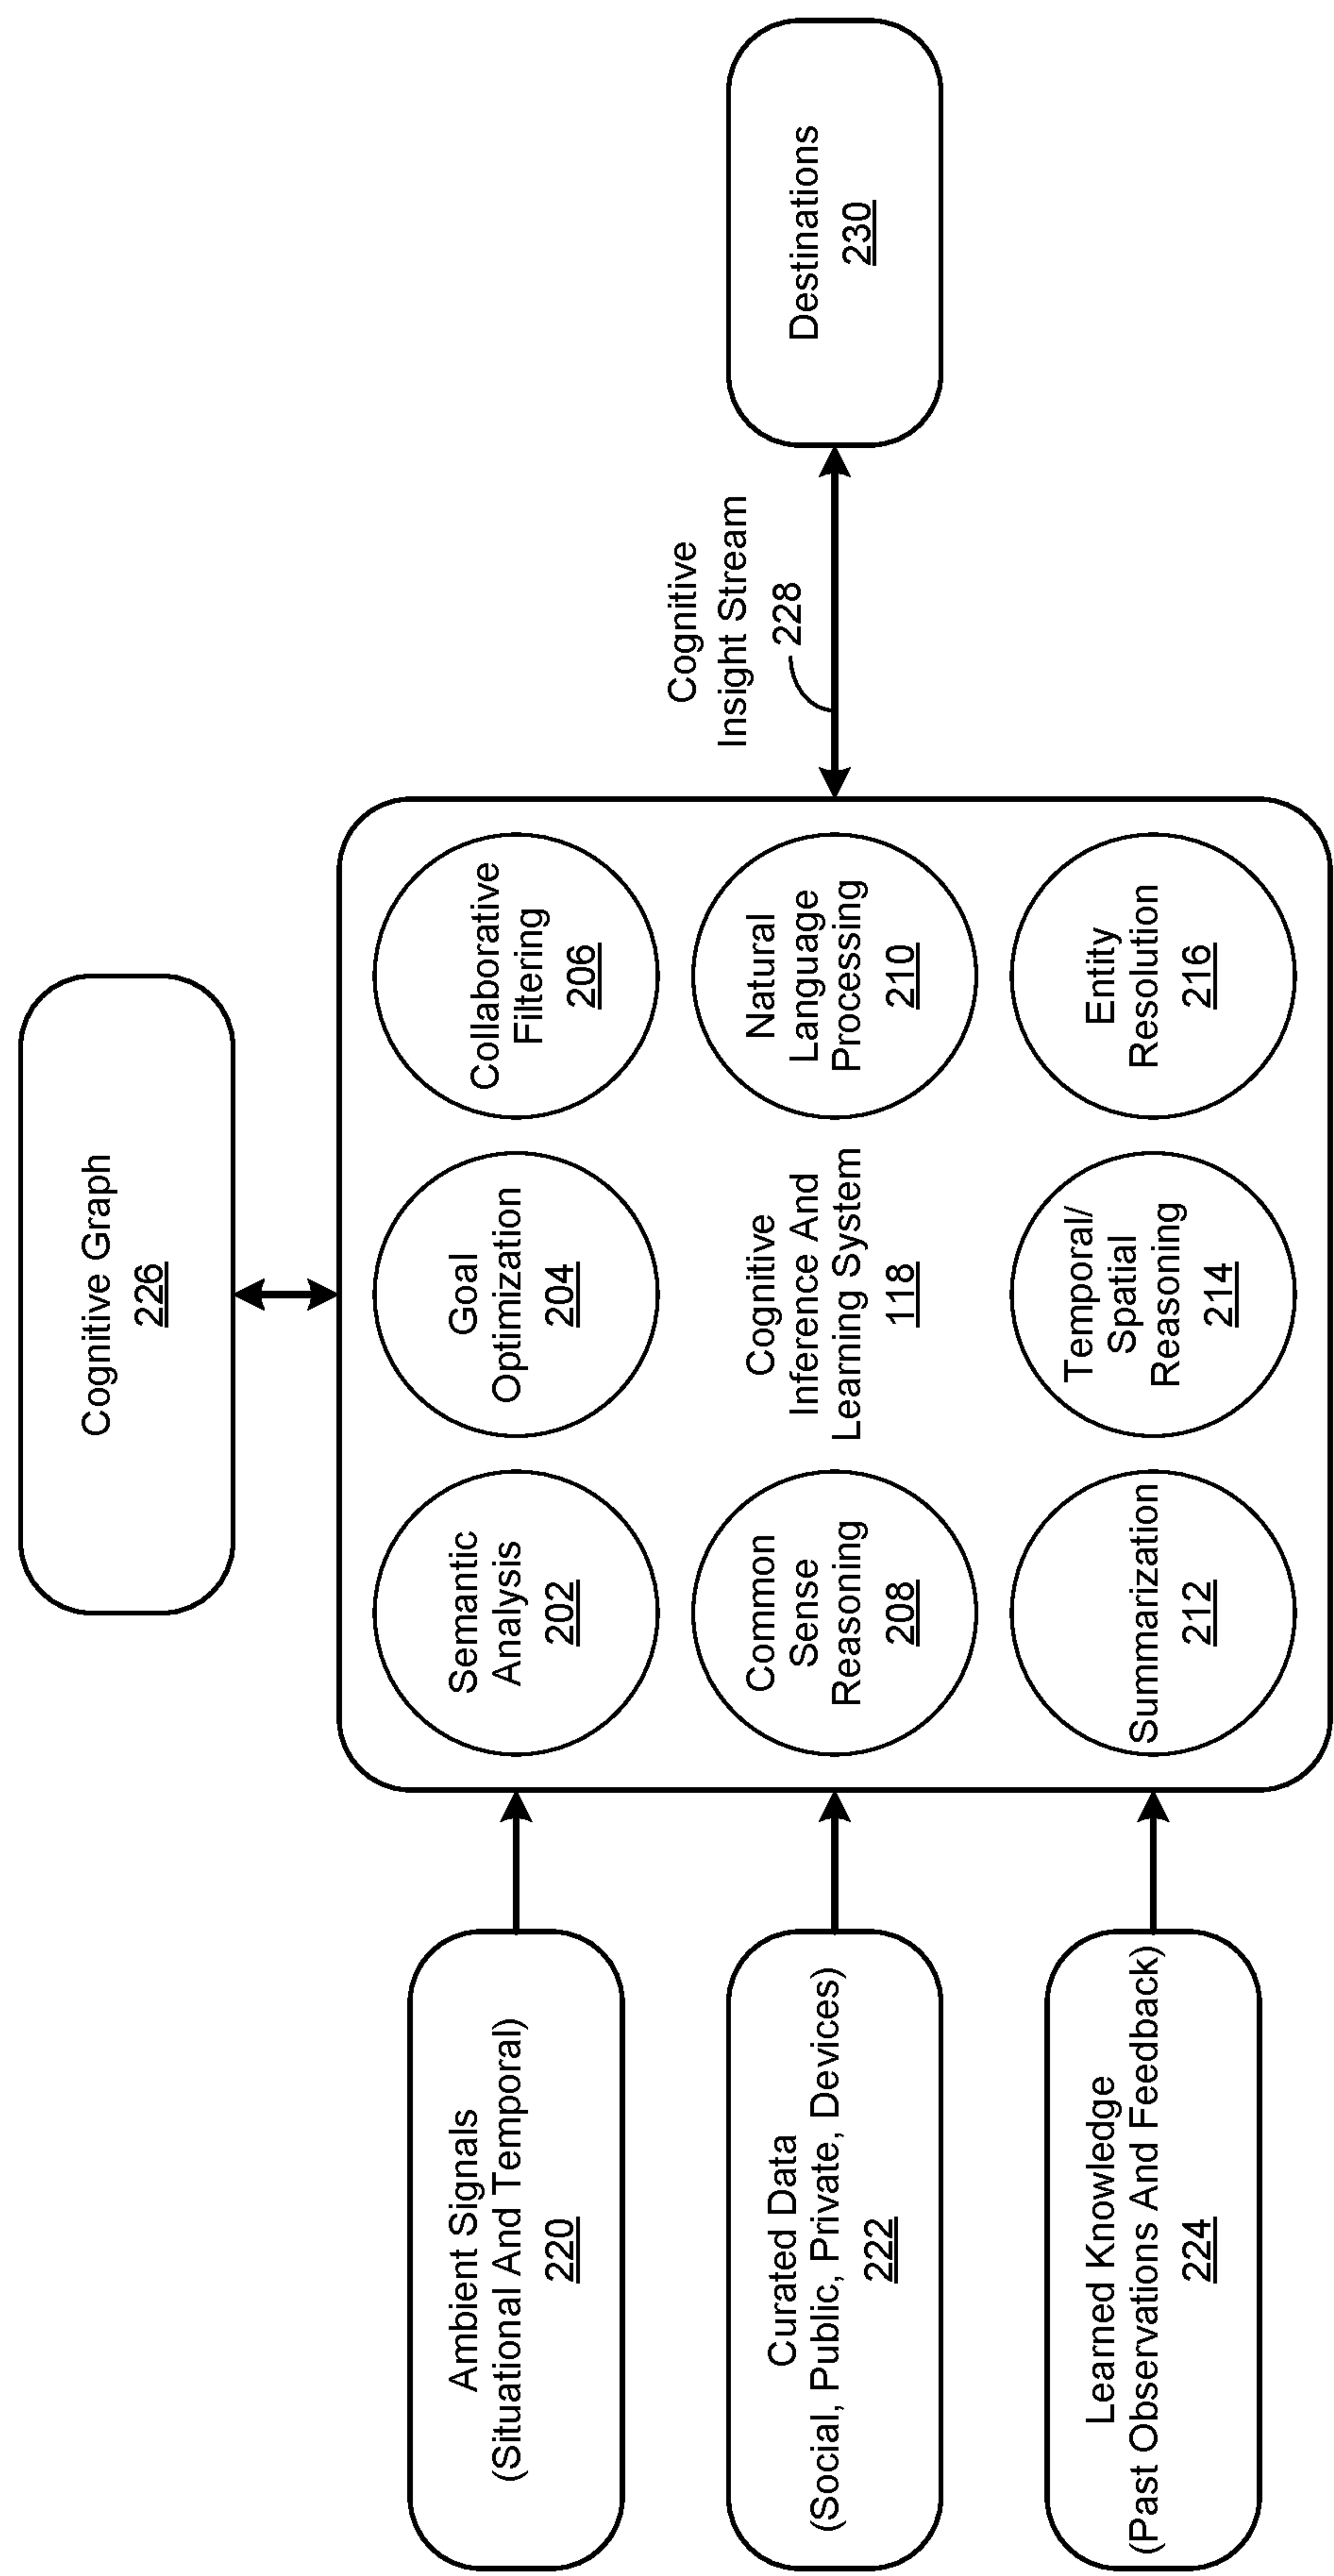 Cognitive Graph
226
Ambient Signals
(Situational And Temporal)
220
Curated Data
(Social, Public, Private, Devices)
222
Learned Knowledge
(Past Observations And Feedback)
224
Semantic
Analysis
202
Goal
Optimization
204
Collaborative
Filtering
206
Common
Sense
Reasoning
208
Cognitive
Inference And
Learning System
118
Natural
Language
Processing
210
Summarization
212
Temporal/
Spatial
Reasoning
214
Entity
Resolution
216
Cognitive
Insight Stream
228
Destinations
230